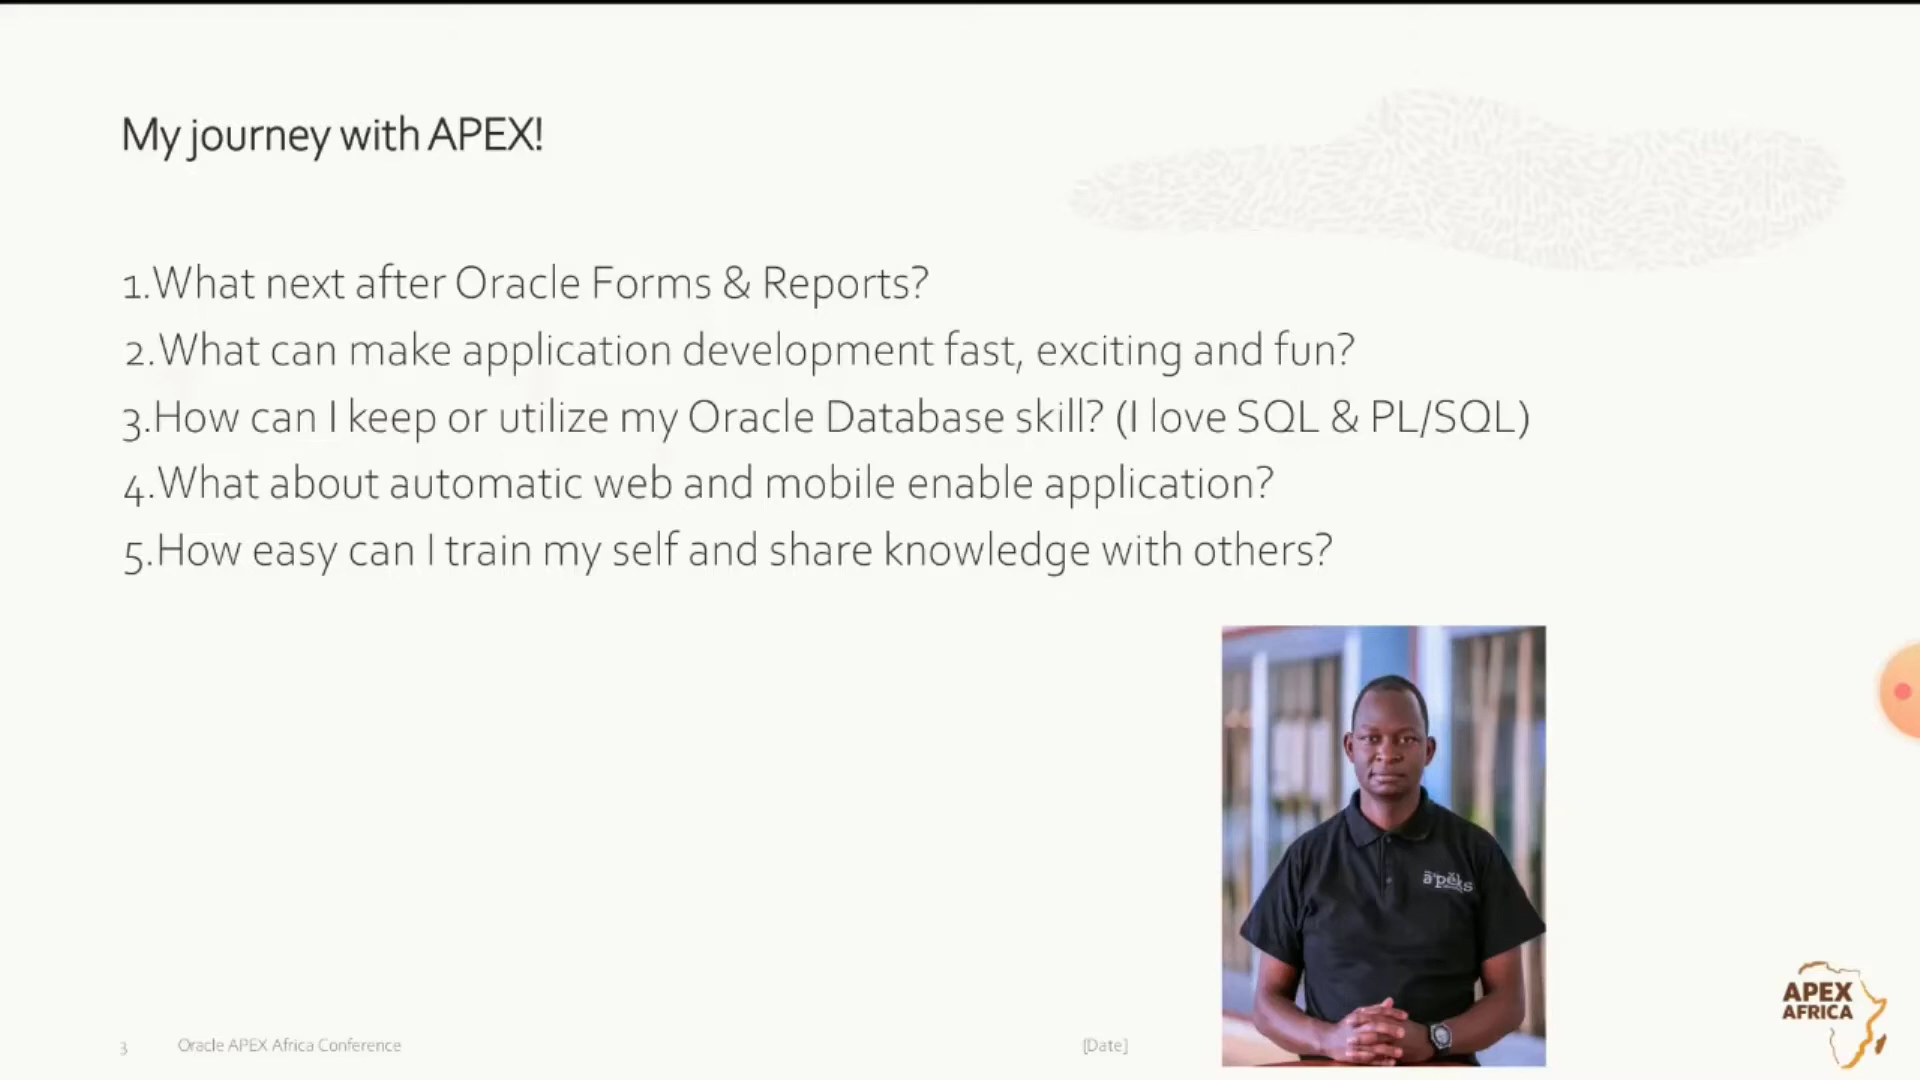 My journey with APEX!
1.What next after Oracle Forms & Reports?
2.What can make application development fast, exciting and fun?
3.How can I keep or utilize my Oracle Database skill? (I love SQL & PL/SQL)
4.What about automatic web and mobile enable application?
5.How easy can I train my self and share knowledge with others?
ā'pěks
APEX
AFRICA
3 Oracle APEX Africa Conference [Date]